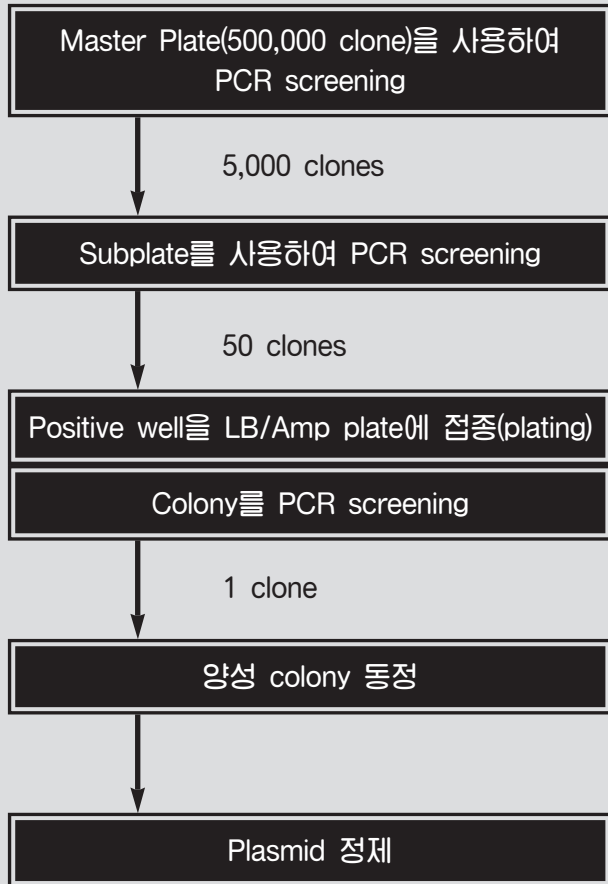 Master Plate(500,000 clone)을 사용하여
PCR screening
5,000 clones
Subplate를 사용하여 PCR screening
50 clones
Positive well을 LB/Amp plate에 접종(plating)
Colony를 PCR screening
1 clone
양성 colony 동정
Plasmid 정제